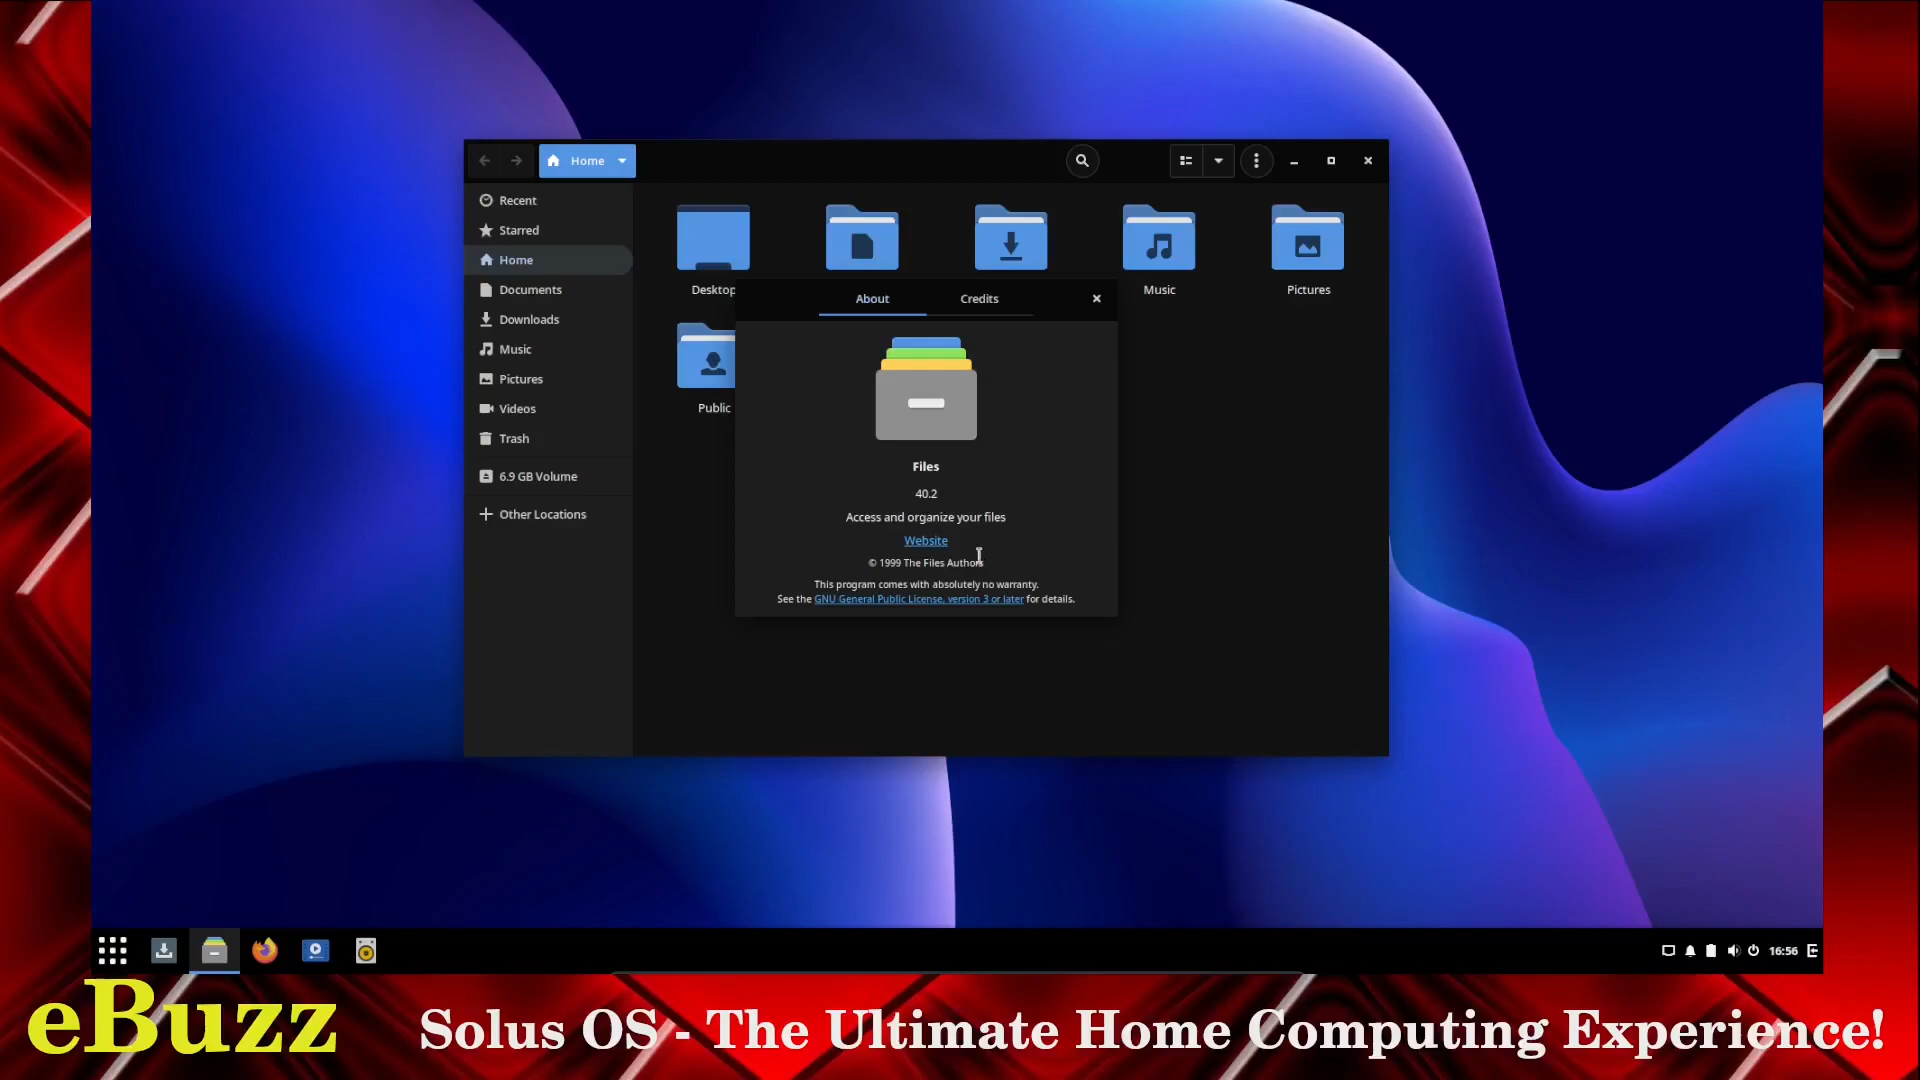 Home
Recent
Starred
Home
Documents
Downloads
Music
Pictures
Videos
Trash
6.9 GB Volume
Other Locations
Desktop
Music
Pictures
Public
About
Credits
Files
40.2
Access and organize your files
Website
© 1999 The Files Authors
This program comes with absolutely no warranty.
See the GNU General Public License, version 3 or later for details.
16:56
eBuzz
Solus OS - The Ultimate Home Computing Experience!